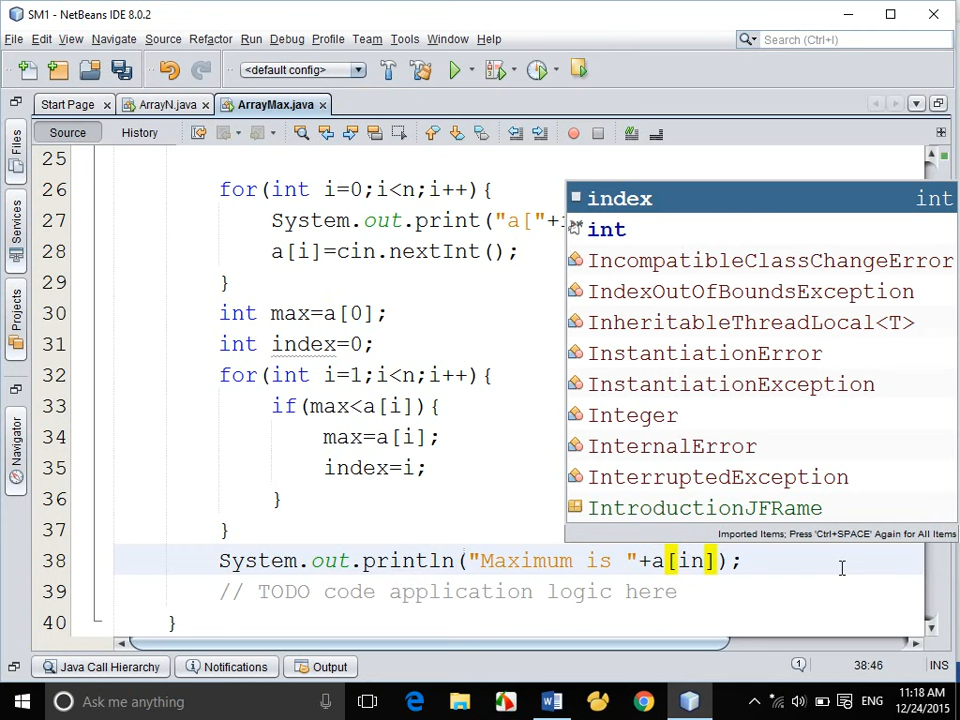 SM1 - NetBeans IDE 8.0.2
File Edit View Navigate Source Refactor Run Debug Profile Team Tools Window Help
Search (Ctrl+I)
<default config>
Start Page
ArrayN.java
ArrayMax.java
Source History
Files
Services
Projects
Navigator
25
26 for(int i=0;i<n;i++){
27 System.out.print("a["+
28 a[i]=cin.nextInt();
29 }
30 int max=a[0];
31 int index=0;
32 for(int i=1;i<n;i++){
33 if(max<a[i]){
34 max=a[i];
35 index=i;
36 }
37 }
38 System.out.println("Maximum is "+a[in]);
39 // TODO code application logic here
40 }
index int
int
IncompatibleClassChangeError
IndexOutOfBoundsException
InheritableThreadLocal<T>
InstantiationError
InstantiationException
Integer
InternalError
InterruptedException
IntroductionJFRame
Imported Items; Press 'Ctrl+SPACE' Again for All Items
Java Call Hierarchy Notifications Output
1
38:46
INS
Ask me anything
ENG
11:18 AM
12/24/2015